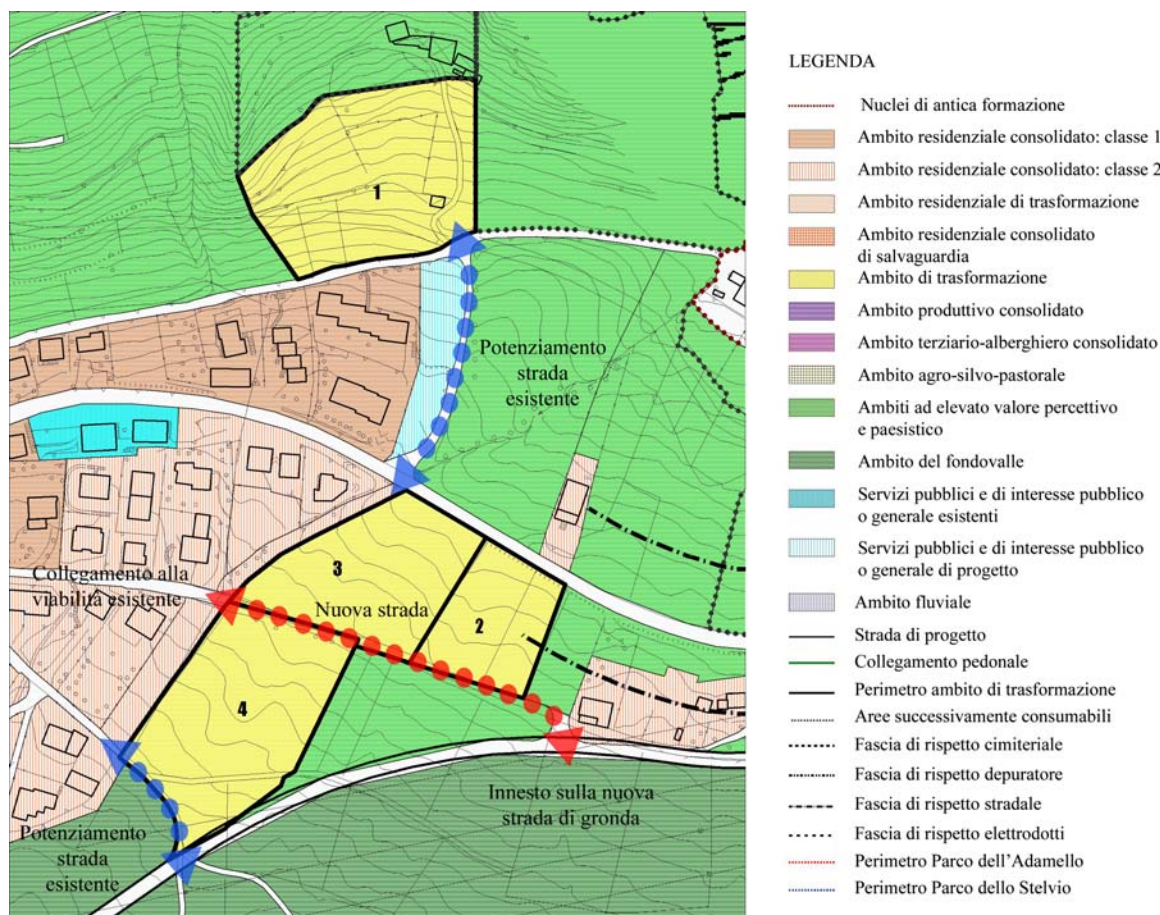 1
Potenziamento
strada
esistente
3
Collegamento alla
viabilità esistente
Nuova strada
2
4
Innesto sulla nuova
strada di gronda
Potenziamento
strada
esistente
LEGENDA
Nuclei di antica formazione
Ambito residenziale consolidato: classe 1
Ambito residenziale consolidato: classe 2
Ambito residenziale di trasformazione
Ambito residenziale consolidato
di salvaguardia
Ambito di trasformazione
Ambito produttivo consolidato
Ambito terziario-alberghiero consolidato
Ambito agro-silvo-pastorale
Ambiti ad elevato valore percettivo
e paesistico
Ambito del fondovalle
Servizi pubblici e di interesse pubblico
o generale esistenti
Servizi pubblici e di interesse pubblico
o generale di progetto
Ambito fluviale
Strada di progetto
Collegamento pedonale
Perimetro ambito di trasformazione
Aree successivamente consumabili
Fascia di rispetto cimiteriale
Fascia di rispetto depuratore
Fascia di rispetto stradale
Fascia di rispetto elettrodotti
Perimetro Parco dell'Adamello
Perimetro Parco dello Stelvio